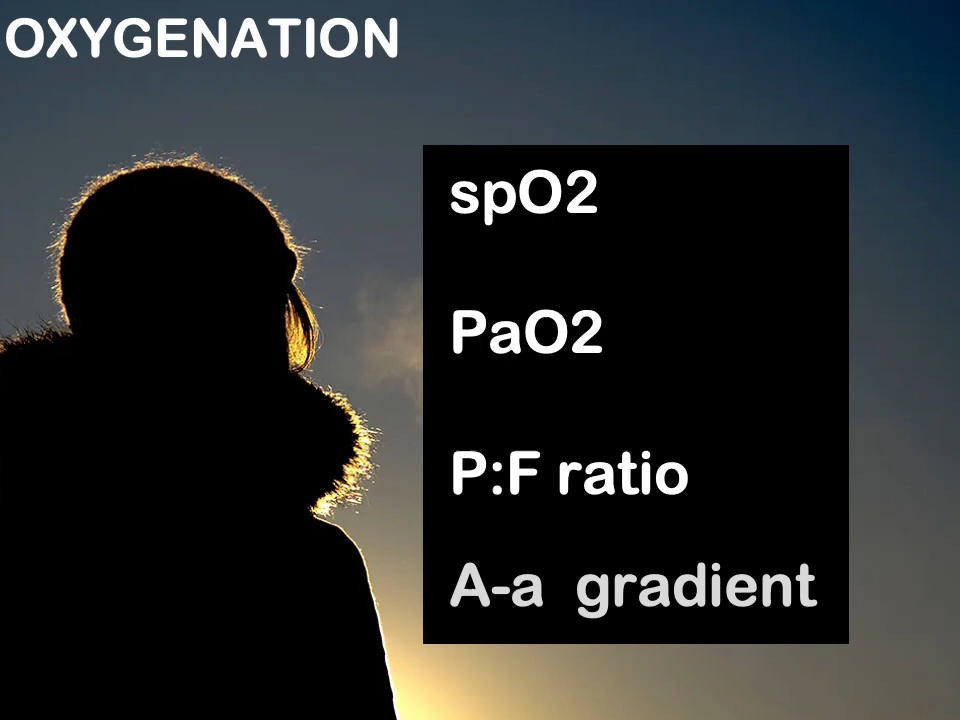 OXYGENATION
spO2
PaO2
P:F ratio
A-a gradient